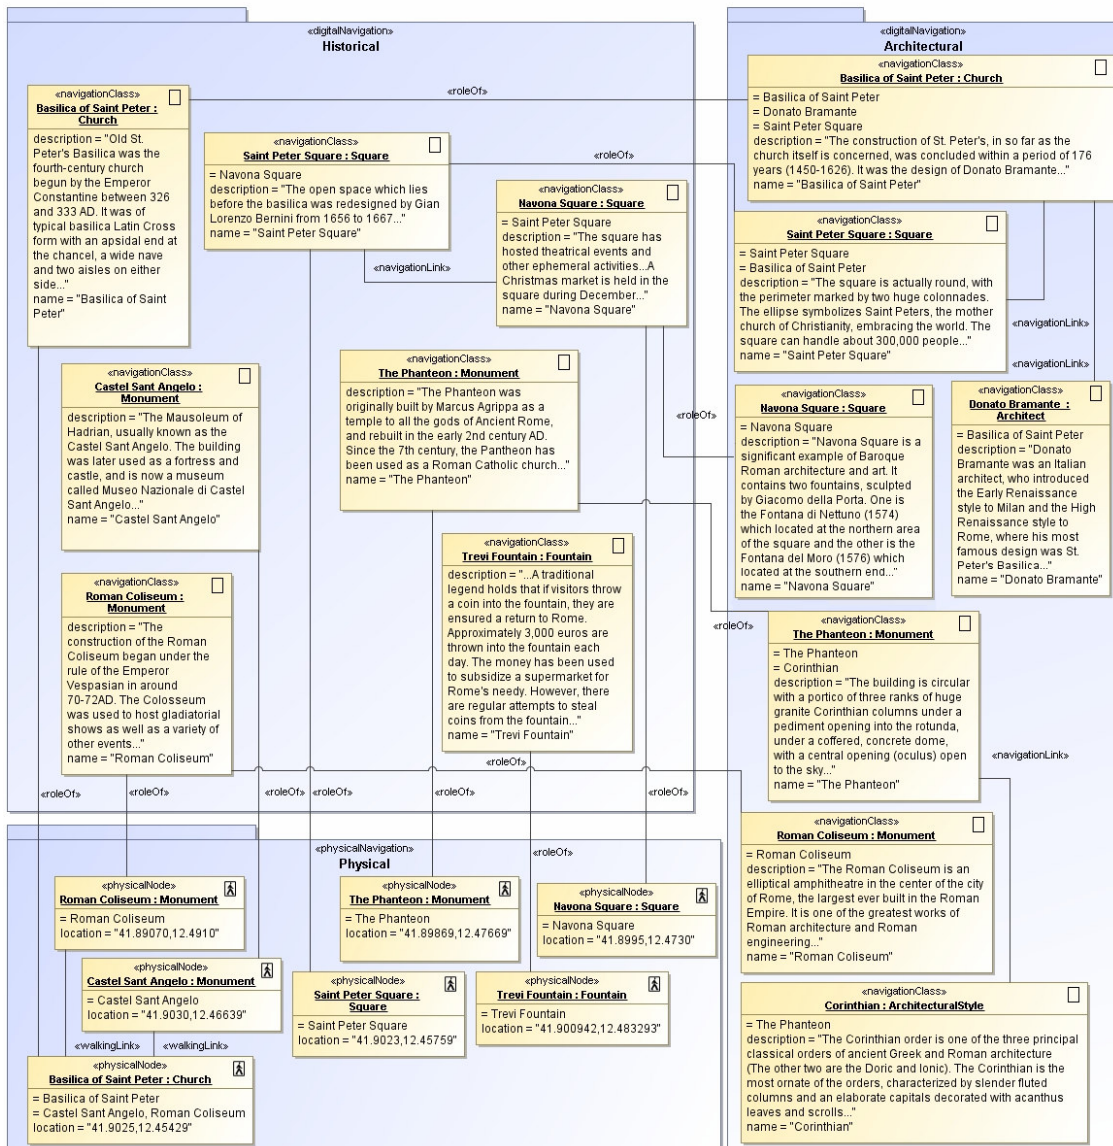 «digitalNavigation»
Historical
«navigationClass»
Basilica of Saint Peter :
Church
description = "Old St.
Peter's Basilica was the
fourth-century church
begun by the Emperor
Constantine between 326
and 333 AD. It was of
typical basilica Latin Cross
form with an apsidal end at
the chancel, a wide nave
and two aisles on either
side..."
name = "Basilica of Saint
Peter"
«roleOf»
«navigationClass»
Saint Peter Square : Square
= Navona Square
description = "The open space which lies
before the basilica was redesigned by Gian
Lorenzo Bernini from 1656 to 1667..."
name = "Saint Peter Square"
«roleOf»
«navigationLink»
«navigationClass»
Navona Square : Square
= Saint Peter Square
description = "The square has
hosted theatrical events and
other ephemeral activities...A
Christmas market is held in the
square during December..."
name = "Navona Square"
«navigationClass»
Castel Sant Angelo :
Monument
description = "The Mausoleum of
Hadrian, usually known as the
Castel Sant Angelo. The building
was later used as a fortress and
castle, and is now a museum
called Museo Nazionale di Castel
Sant Angelo..."
name = "Castel Sant Angelo"
«navigationClass»
The Phanteon : Monument
description = "The Phanteon was
originally built by Marcus Agrippa as a
temple to all the gods of Ancient Rome,
and rebuilt in the early 2nd century AD.
Since the 7th century, the Pantheon has
been used as a Roman Catholic church..."
name = "The Phanteon"
«roleOf»
«navigationClass»
Roman Coliseum :
Monument
description = "The
construction of the Roman
Coliseum began under the
rule of the Emperor
Vespasian in around
70-72AD. The Colosseum
was used to host gladiatorial
shows as well as a variety of
other events..."
name = "Roman Coliseum"
«navigationClass»
Trevi Fountain : Fountain
description = "...A traditional
legend holds that if visitors throw
a coin into the fountain, they are
ensured a return to Rome.
Approximately 3,000 euros are
thrown into the fountain each
day. The money has been used
to subsidize a supermarket for
Rome's needy. However, there
are regular attempts to steal
coins from the fountain..."
name = "Trevi Fountain"
«roleOf»
«roleOf»
«roleOf»
«roleOf»
«roleOf»
«roleOf»
«roleOf»
«roleOf»
«digitalNavigation»
Architectural
«navigationClass»
Basilica of Saint Peter : Church
= Basilica of Saint Peter
= Donato Bramante
= Saint Peter Square
description = "The construction of St. Peter's, in so far as the
church itself is concerned, was concluded within a period of 176
years (1450-1626). It was the design of Donato Bramante..."
name = "Basilica of Saint Peter"
«navigationClass»
Saint Peter Square : Square
= Saint Peter Square
= Basilica of Saint Peter
description = "The square is actually round, with
the perimeter marked by two huge colonnades.
The ellipse symbolizes Saint Peters, the mother
church of Christianity, embracing the world. The
square can handle about 300,000 people..."
name = "Saint Peter Square"
«navigationLink»
«navigationLink»
«navigationClass»
Navona Square : Square
= Navona Square
description = "Navona Square is a
significant example of Baroque
Roman architecture and art. It
contains two fountains, sculpted
by Giacomo della Porta. One is
the Fontana di Nettuno (1574)
which located at the northern area
of the square and the other is the
Fontana del Moro (1576) which
located at the southern end..."
name = "Navona Square"
«navigationClass»
Donato Bramante :
Architect
= Basilica of Saint Peter
description = "Donato
Bramante was an Italian
architect, who introduced
the Early Renaissance
style to Milan and the High
Renaissance style to
Rome, where his most
famous design was St.
Peter's Basilica..."
name = "Donato Bramante"
«navigationClass»
The Phanteon : Monument
= The Phanteon
= Corinthian
description = "The building is circular
with a portico of three ranks of huge
granite Corinthian columns under a
pediment opening into the rotunda,
under a coffered, concrete dome,
with a central opening (oculus) open
to the sky..."
name = "The Phanteon"
«navigationLink»
«navigationClass»
Roman Coliseum : Monument
= Roman Coliseum
description = "The Roman Coliseum is an
elliptical amphitheatre in the center of the city
of Rome, the largest ever built in the Roman
Empire. It is one of the greatest works of
Roman architecture and Roman
engineering..."
name = "Roman Coliseum"
«navigationClass»
Corinthian : ArchitecturalStyle
= The Phanteon
description = "The Corinthian order is one of the three principal
classical orders of ancient Greek and Roman architecture
(The other two are the Doric and Ionic). The Corinthian is the
most ornate of the orders, characterized by slender fluted
columns and an elaborate capitals decorated with acanthus
leaves and scrolls..."
name = "Corinthian"
«physicalNavigation»
Physical
«physicalNode»
Roman Coliseum : Monument
= Roman Coliseum
location = "41.89070,12.4910"
«physicalNode»
The Phanteon : Monument
= The Phanteon
location = "41.89869,12.47669"
«physicalNode»
Navona Square : Square
= Navona Square
location = "41.8995,12.4730"
«physicalNode»
Castel Sant Angelo : Monument
= Castel Sant Angelo
location = "41.9030,12.46639"
«physicalNode»
Saint Peter Square :
Square
= Saint Peter Square
location = "41.9023,12.45759"
«physicalNode»
Trevi Fountain : Fountain
= Trevi Fountain
location = "41.900942,12.483293"
«walkingLink»
«walkingLink»
«physicalNode»
Basilica of Saint Peter : Church
= Basilica of Saint Peter
= Castel Sant Angelo, Roman Coliseum
location = "41.9025,12.45429"